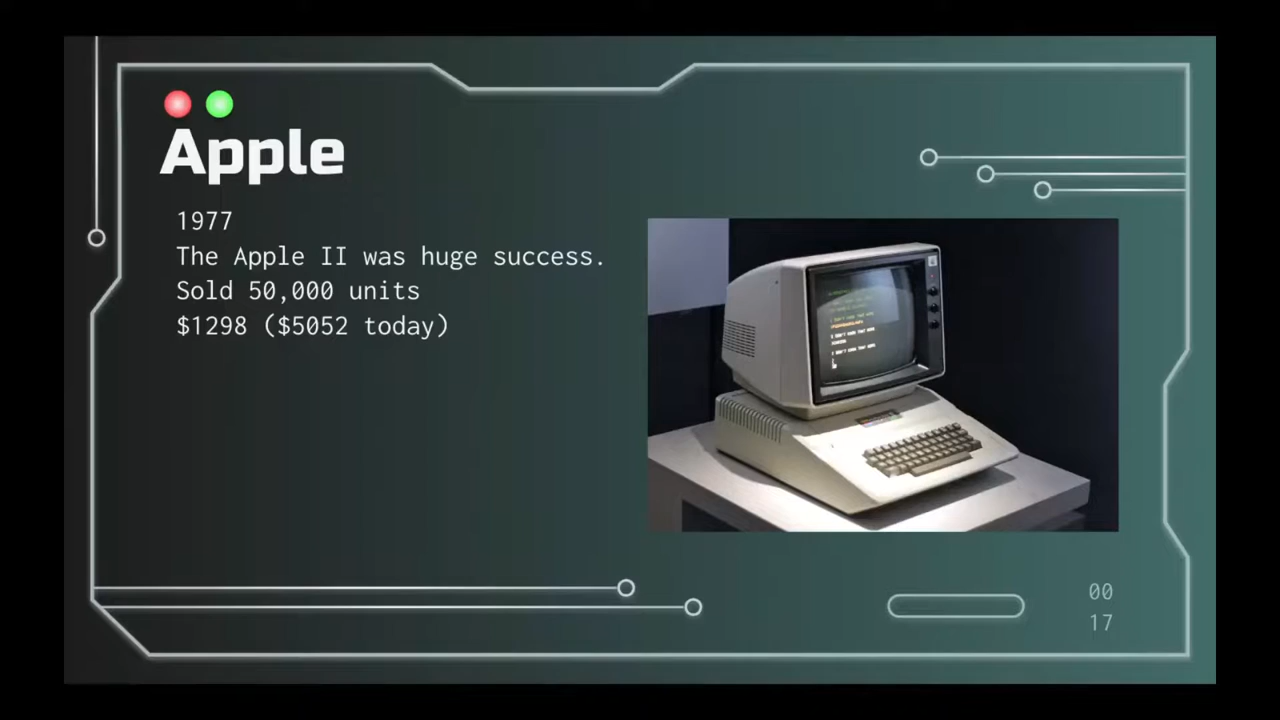 Apple
1977
The Apple II was huge success.
Sold 50,000 units
$1298 ($5052 today)
00
17